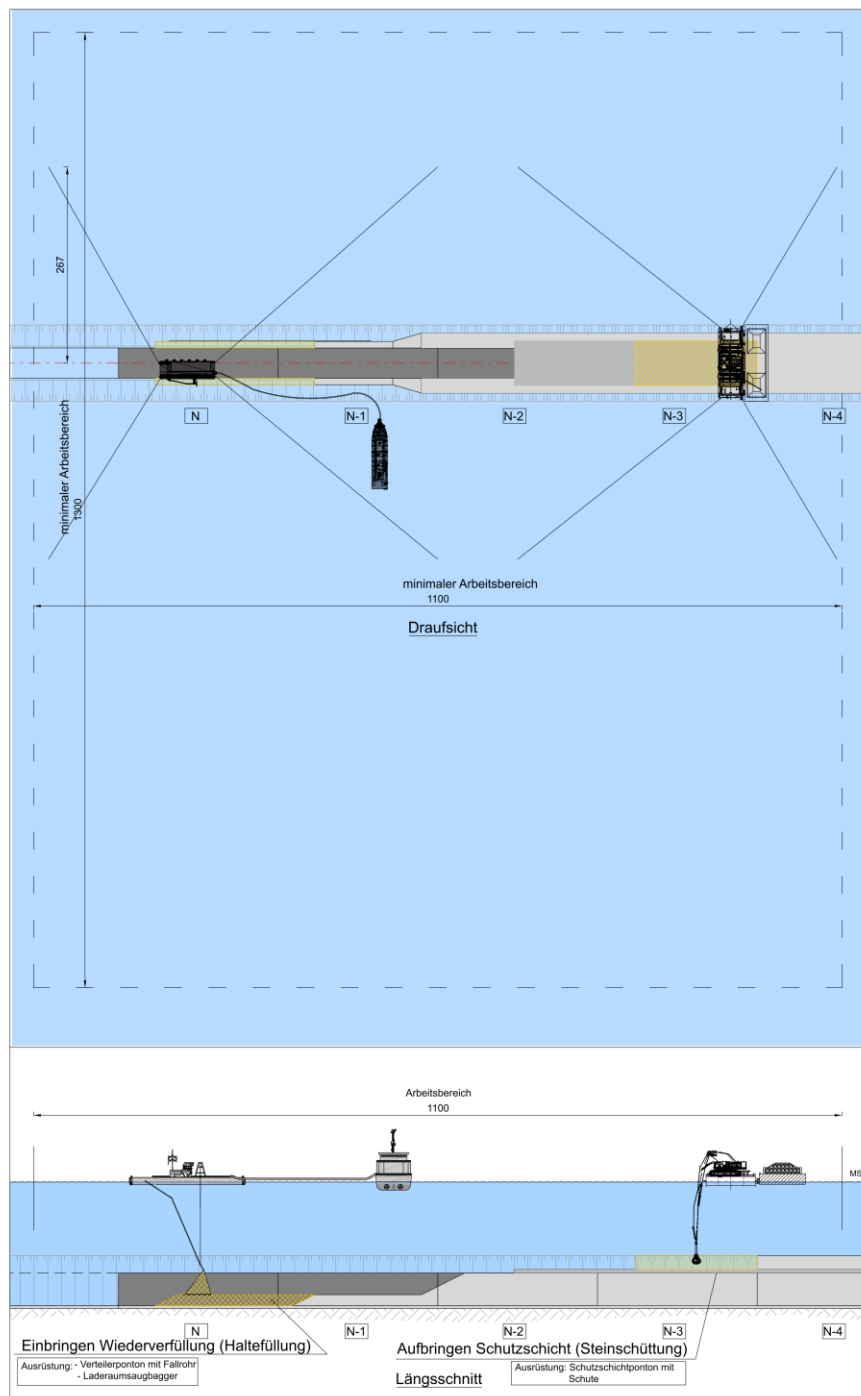 267
minimaler Arbeitsbereich
1300
N
N-1
N-2
N-3
N-4
minimaler Arbeitsbereich
1100
Draufsicht
Arbeitsbereich
1100
MS
N
N-1
N-2
N-3
N-4
Einbringen Wiederverfüllung (Haltefüllung)
Ausrüstung: - Verteilerponton mit Fallrohr
- Laderaumsaugbagger
Aufbringen Schutzschicht (Steinschüttung)
Ausrüstung: Schutzschichtponton mit
Schute
Längsschnitt